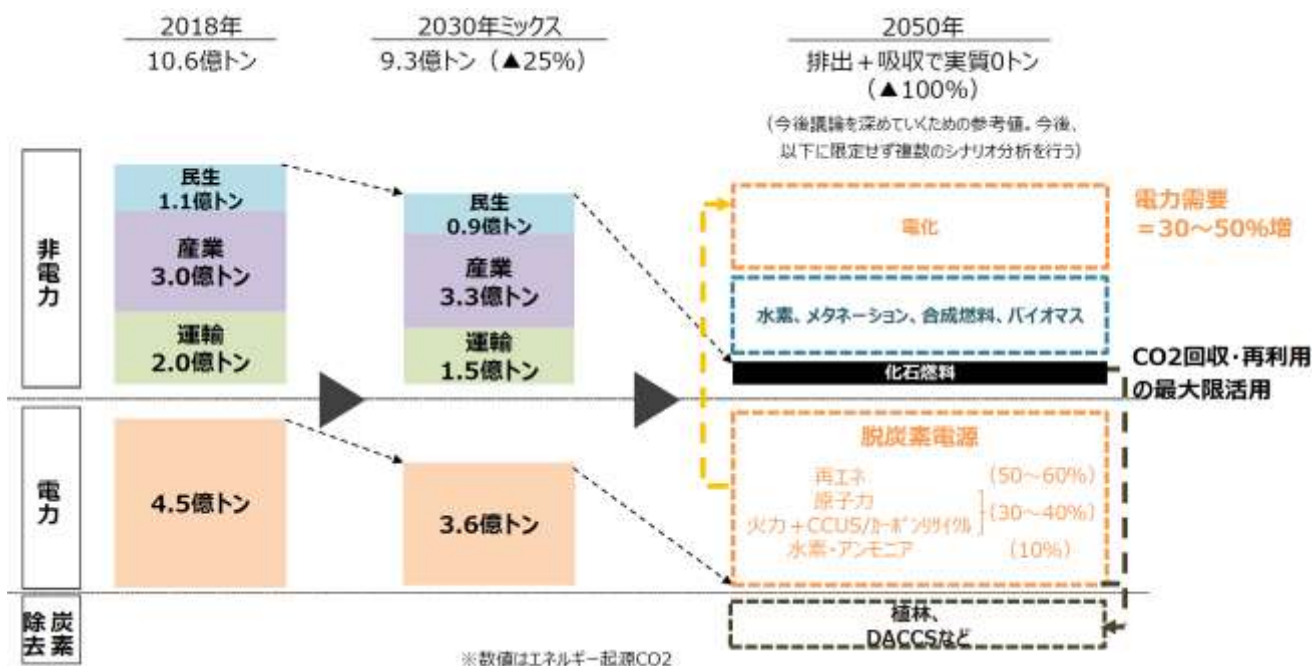 2018年
10.6億トン
2030年ミックス
9.3億トン（▲25%）
2050年
排出＋吸収で実質0トン
（▲100%）
（今後議論を深めていくための参考値。今後、
以下に限定せず複数のシナリオ分析を行う）
非電力
民生
1.1億トン
産業
3.0億トン
運輸
2.0億トン
民生
0.9億トン
産業
3.3億トン
運輸
1.5億トン
電化
電力需要
＝30～50%増
水素、メタネーション、合成燃料、バイオマス
化石燃料
CO2回収・再利用
の最大限活用
電力
4.5億トン
3.6億トン
脱炭素電源
再エネ （50～60%）
原子力
火力＋CCUS/カーボンリサイクル （30～40%）
水素・アンモニア （10%）
炭素除去
植林、
DACCSなど
※数値はエネルギー起源CO2